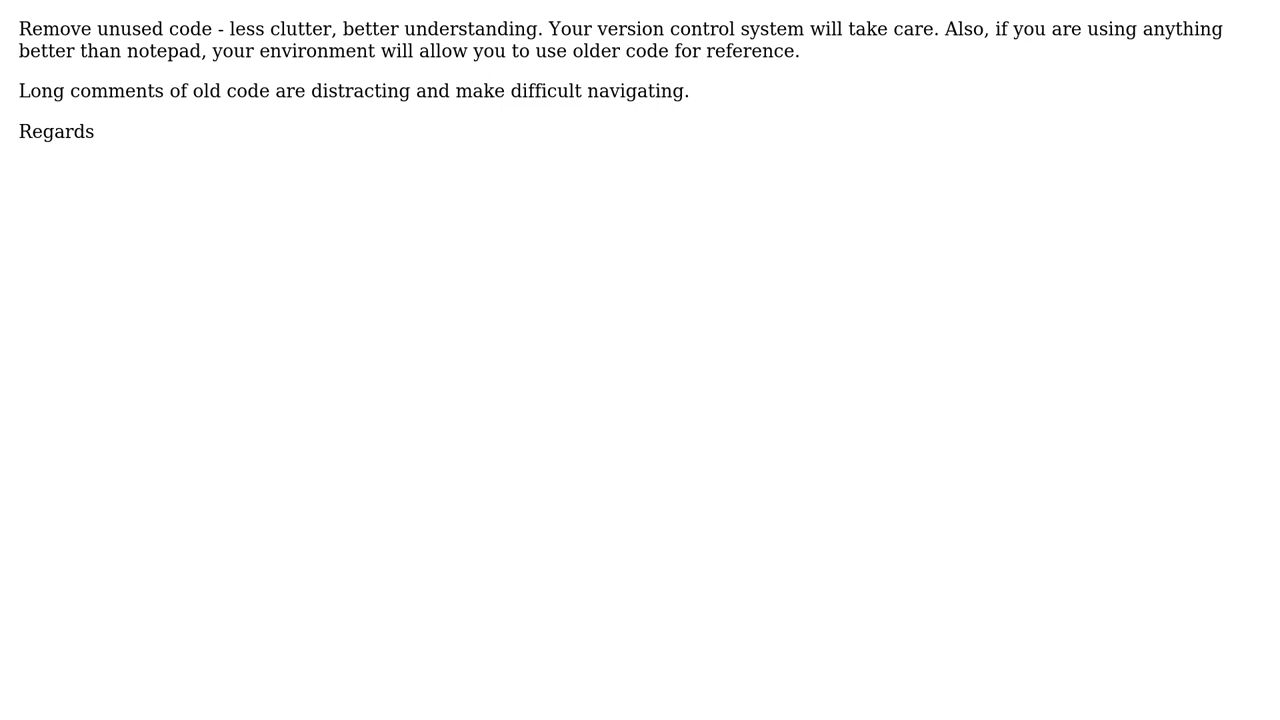 Remove unused code - less clutter, better understanding. Your version control system will take care. Also, if you are using anything
better than notepad, your environment will allow you to use older code for reference.
Long comments of old code are distracting and make difficult navigating.
Regards